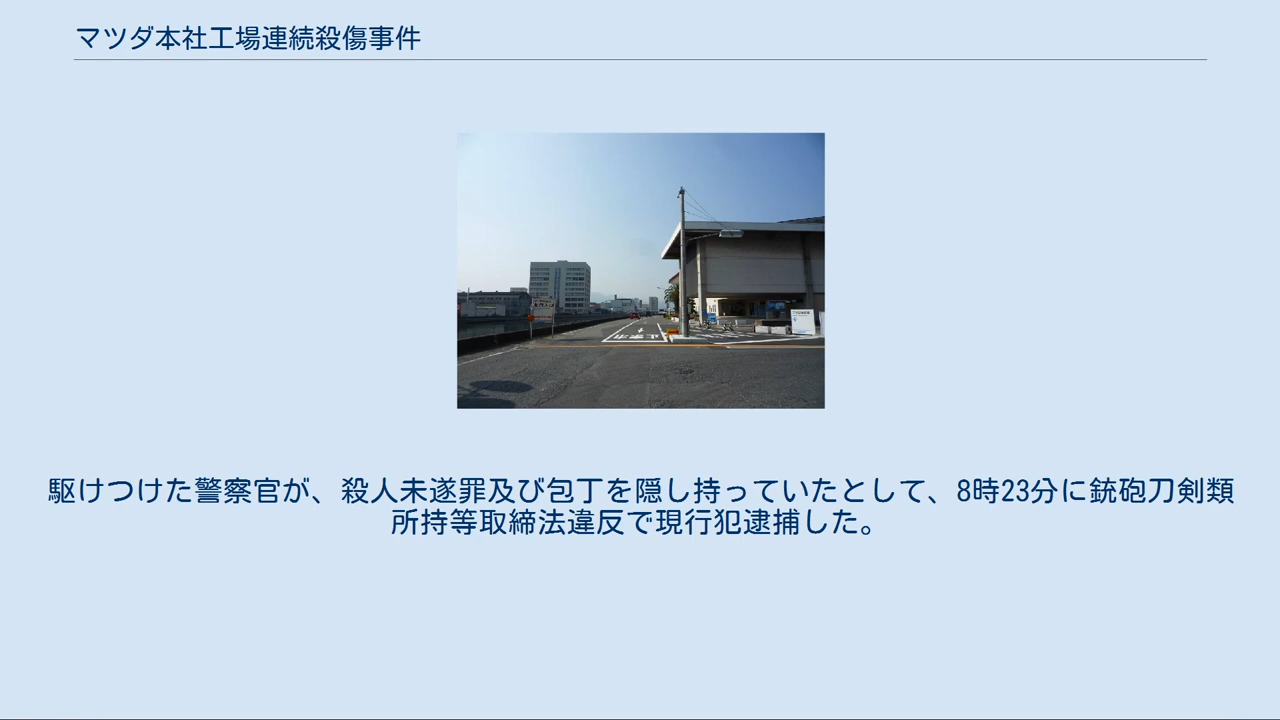 マツダ本社工場連続殺傷事件
駆けつけた警察官が、殺人未遂罪及び包丁を隠し持っていたとして、8時23分に銃砲刀剣類
所持等取締法違反で現行犯逮捕した。